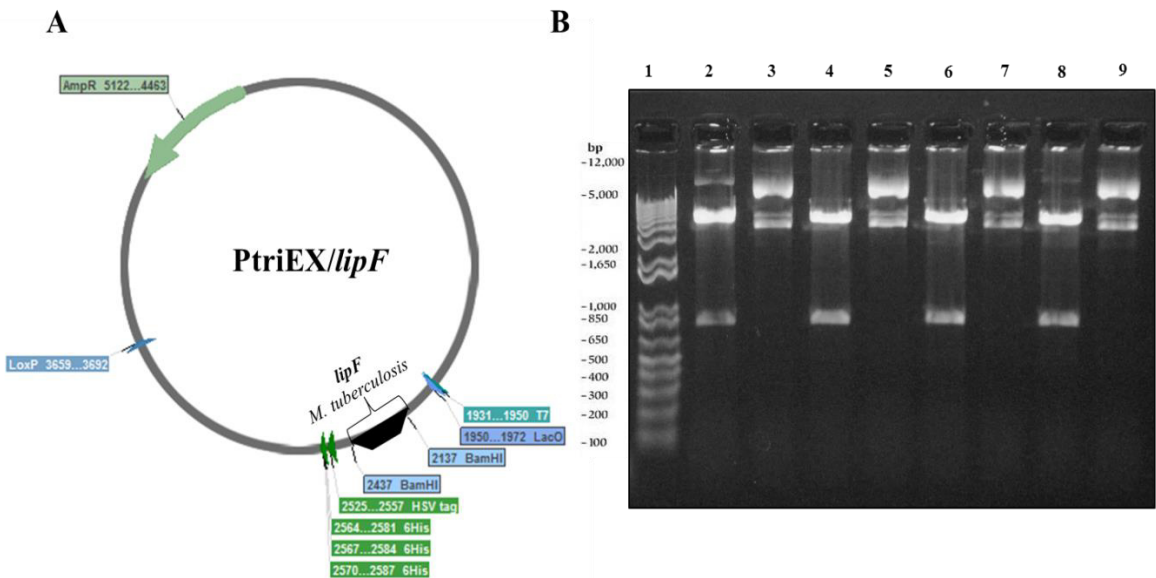 A
AmpR 5122...4463
PtriEX/lipF
LoxP 3659...3692
lipF
M. tuberculosis
1931...1950 T7
1950...1972 LacO
2137 BamHI
2437 BamHI
2525...2557 HSV tag
2564...2581 6His
2567...2584 6His
2570...2587 6His
B
1 2 3 4 5 6 7 8 9
bp
-12,000
-5,000
-2,000
-1,650
-1,000
-850
-650
-500
-400
-300
-200
-100